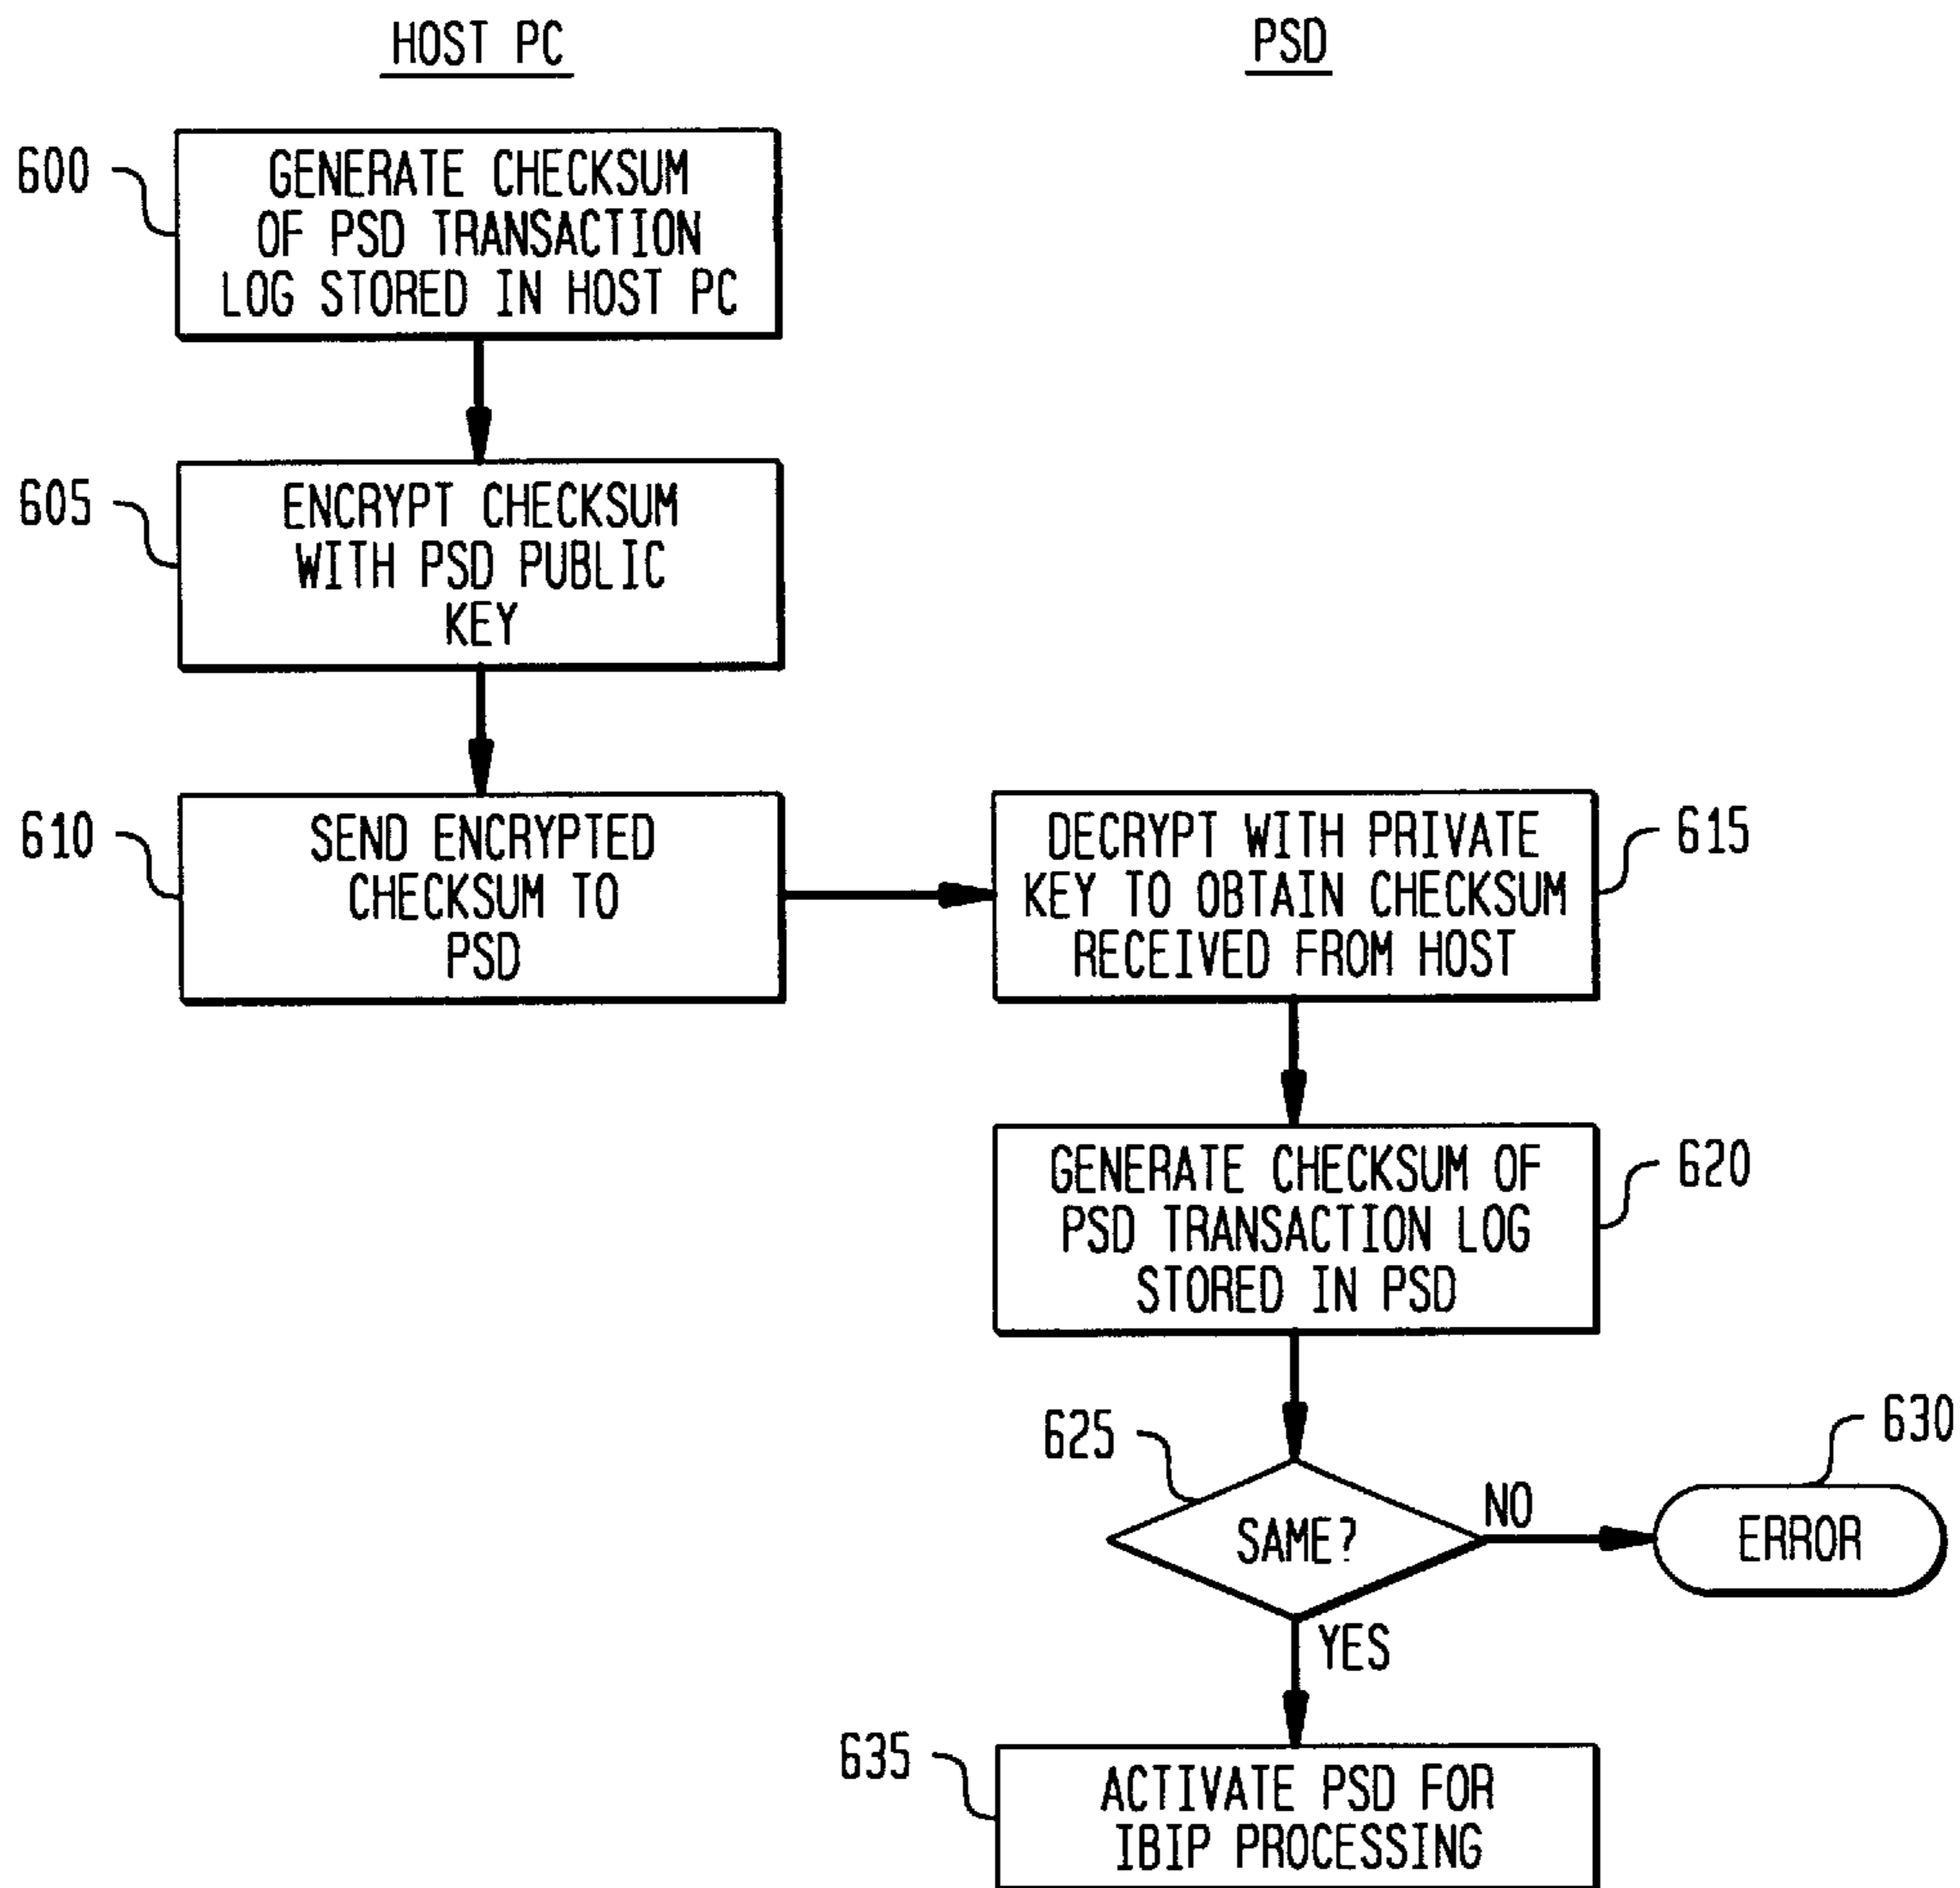 HOST PC
PSD
600
GENERATE CHECKSUM
OF PSD TRANSACTION
LOG STORED IN HOST PC
605
ENCRYPT CHECKSUM
WITH PSD PUBLIC
KEY
610
SEND ENCRYPTED
CHECKSUM TO
PSD
DECRYPT WITH PRIVATE
KEY TO OBTAIN CHECKSUM
RECEIVED FROM HOST
615
GENERATE CHECKSUM OF
PSD TRANSACTION LOG
STORED IN PSD
620
625
SAME?
NO
630
ERROR
YES
635
ACTIVATE PSD FOR
IBIP PROCESSING